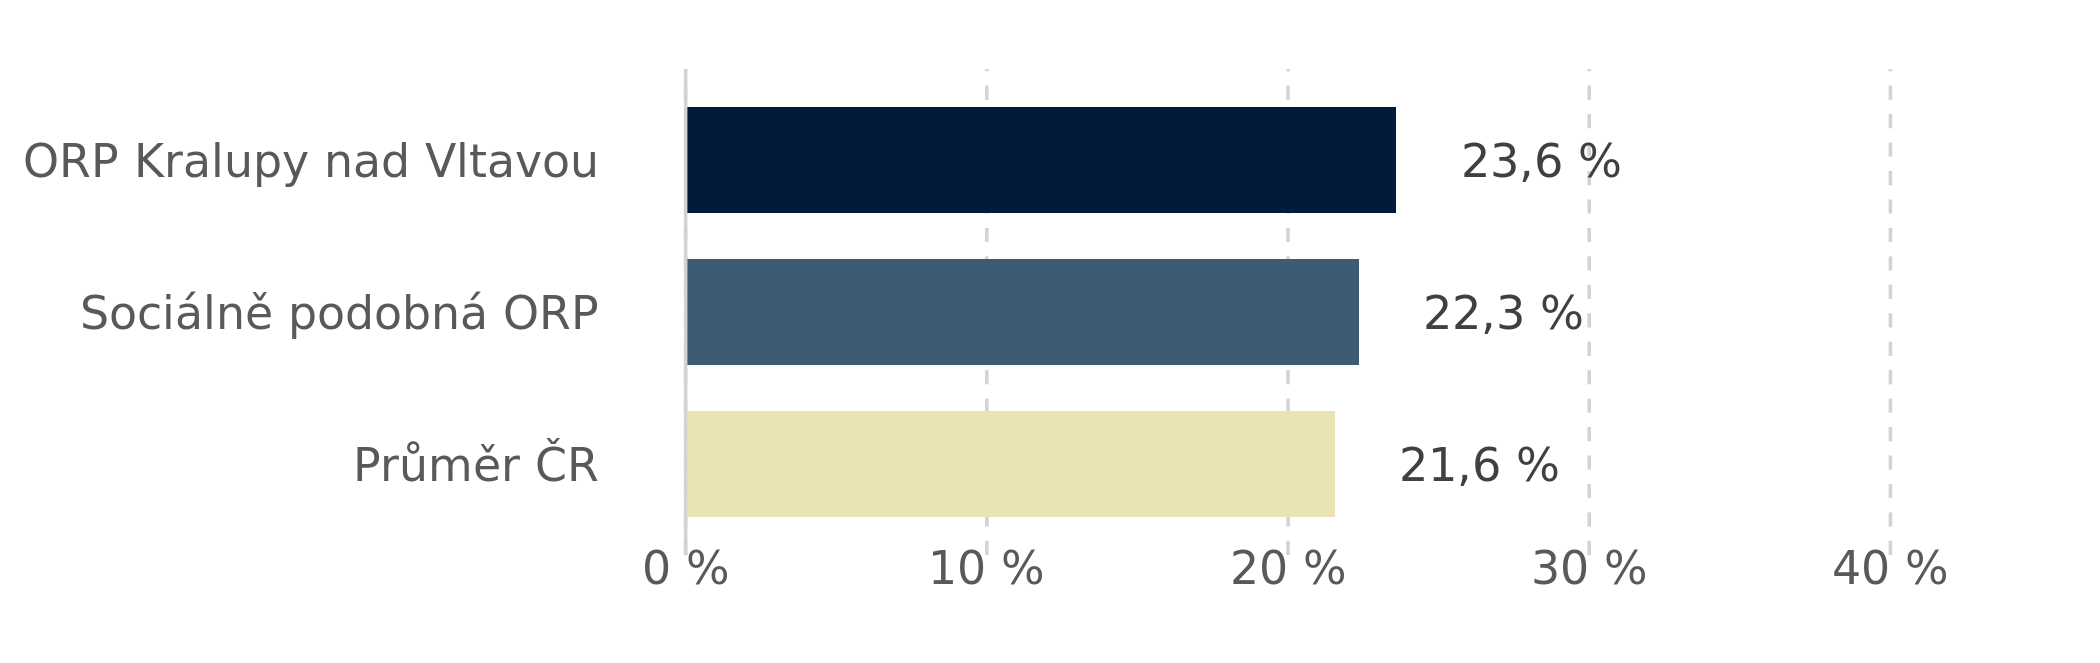 ORP Kralupy nad Vltavou
23,6 %
Sociálně podobná ORP
22,3 %
Průměr ČR
21,6 %
0 %
10 %
20 %
30 %
40 %